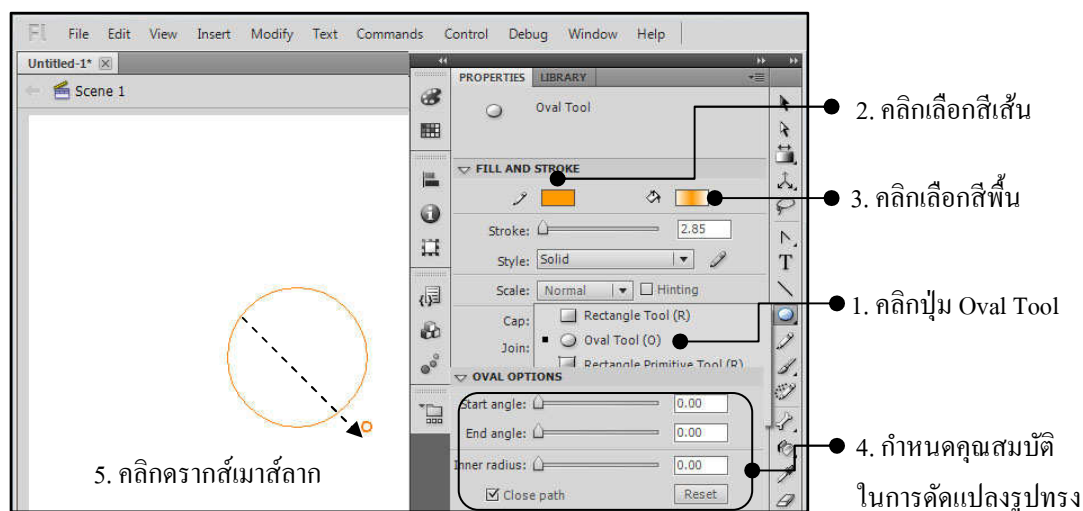 Fl File Edit View Insert Modify Text Commands Control Debug Window Help
Untitled-1*
Scene 1
PROPERTIES LIBRARY
Oval Tool
FILL AND STROKE
Stroke: 2.85
Style: Solid
Scale: Normal Hinting
Cap: Rectangle Tool (R)
Oval Tool (O)
Join:
Rectangle Primitive Tool (R)
OVAL OPTIONS
Start angle: 0.00
End angle: 0.00
Inner radius: 0.00
Close path Reset
2. คลิกเลือกสีเส้น
3. คลิกเลือกสีพื้น
1. คลิกปุ่ม Oval Tool
4. กำหนดคุณสมบัติ
ในการดัดแปลงรูปทรง
5. คลิกดรากส์เมาส์ลาก